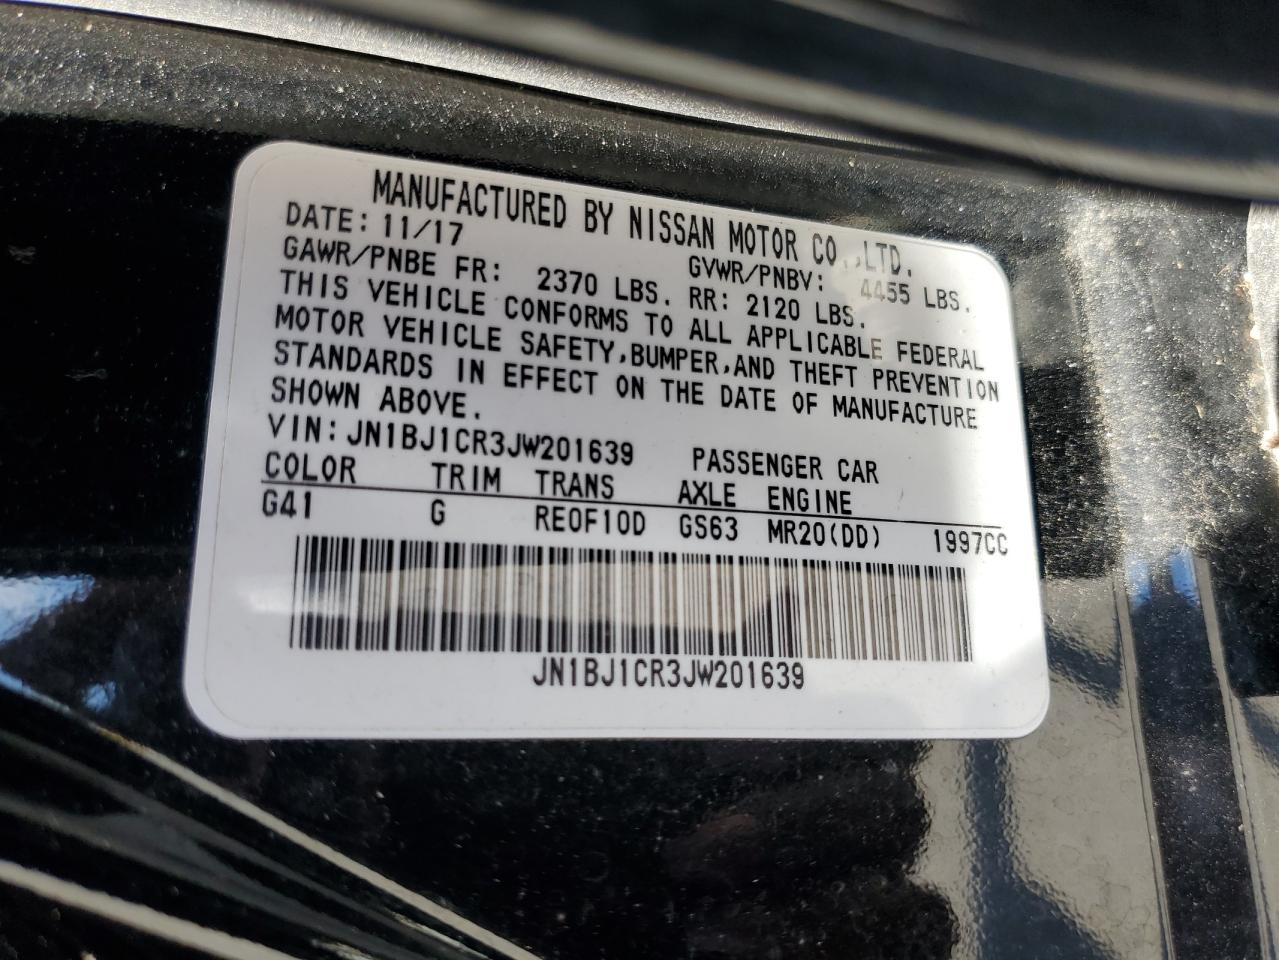 MANUFACTURED BY NISSAN MOTOR CO.,LTD.
DATE: 11/17 GVWR/PNBV: 4455 LBS.
GAWR/PNBE FR: 2370 LBS. RR: 2120 LBS.
THIS VEHICLE CONFORMS TO ALL APPLICABLE FEDERAL
MOTOR VEHICLE SAFETY,BUMPER,AND THEFT PREVENTION
STANDARDS IN EFFECT ON THE DATE OF MANUFACTURE
SHOWN ABOVE.
VIN:JN1BJ1CR3JW201639 PASSENGER CAR
COLOR TRIM TRANS AXLE ENGINE
G41 G RE0F10D GS63 MR20(DD) 1997CC
JN1BJ1CR3JW201639